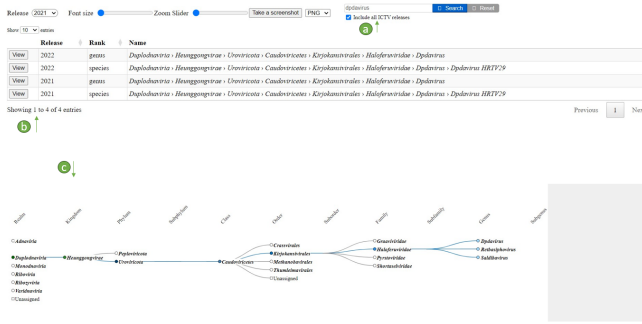 Release 2021 Font size Zoom Slider Take a screenshot PNG dpdavirus Search Reset
Include all ICTV releases
a
Show 10 entries
Release Rank Name
View 2022 genus Duplodnaviria › Heunggongvirae › Uroviricota › Caudoviricetes › Kirjokansivirales › Haloferuviridae › Dpdavirus
View 2022 species Duplodnaviria › Heunggongvirae › Uroviricota › Caudoviricetes › Kirjokansivirales › Haloferuviridae › Dpdavirus › Dpdavirus HRTV29
View 2021 genus Duplodnaviria › Heunggongvirae › Uroviricota › Caudoviricetes › Kirjokansivirales › Haloferuviridae › Dpdavirus
View 2021 species Duplodnaviria › Heunggongvirae › Uroviricota › Caudoviricetes › Kirjokansivirales › Haloferuviridae › Dpdavirus › Dpdavirus HRTV29
Showing 1 to 4 of 4 entries Previous 1 Nex
b
c
Realm Kingdom Phylum Subphylum Class Order Suborder Family Subfamily Genus Subgenus
Adnaviria Graaviviridae Dpdavirus
Crassvirales
Peploviricota
Duplodnaviria Heunggongvirae Uroviricota Caudoviricetes Kirjokansivirales Haloferuviridae Retbasiphovirus
Monodnaviria Methanobavirales Pyrstoviridae Saldibavirus
Riboviria Thumleimavirales Shortaselviridae
Ribozyviria Unassigned
Varidnaviria
Unassigned